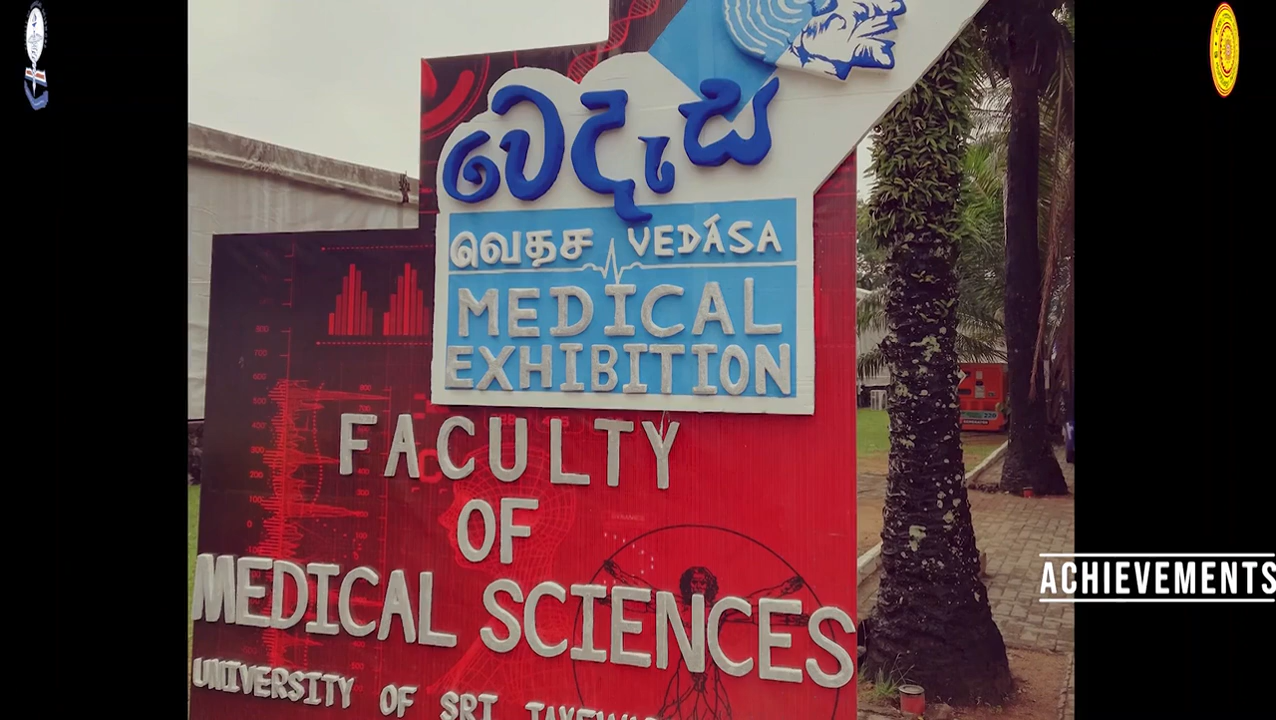 වෙදැස
வெதச VEDÁSA
MEDICAL
EXHIBITION
FACULTY
OF
MEDICAL SCIENCES
UNIVERSITY OF SRI
ACHIEVEMENTS